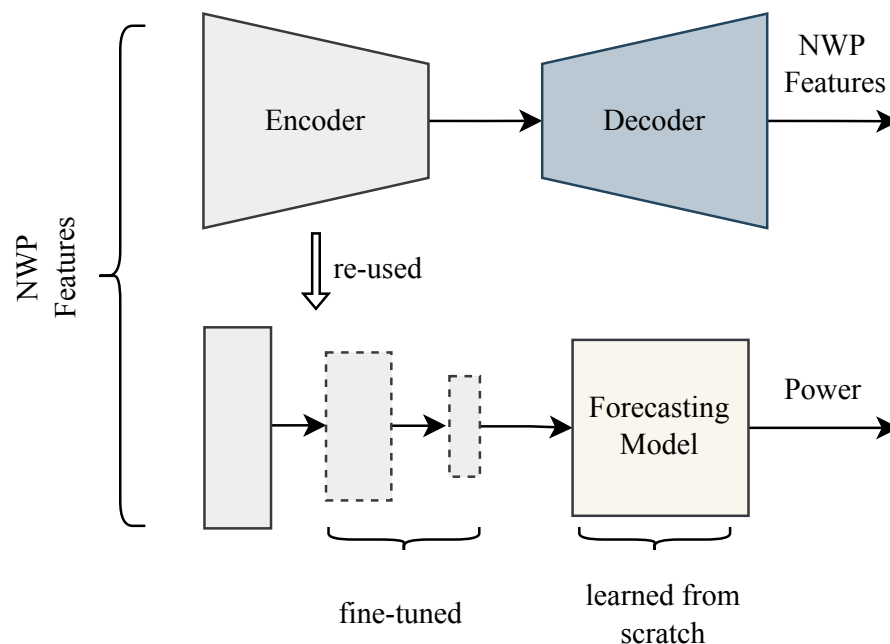 NWP
Features
Encoder
Decoder
NWP
Features
re-used
Forecasting
Model
Power
fine-tuned
learned from
scratch